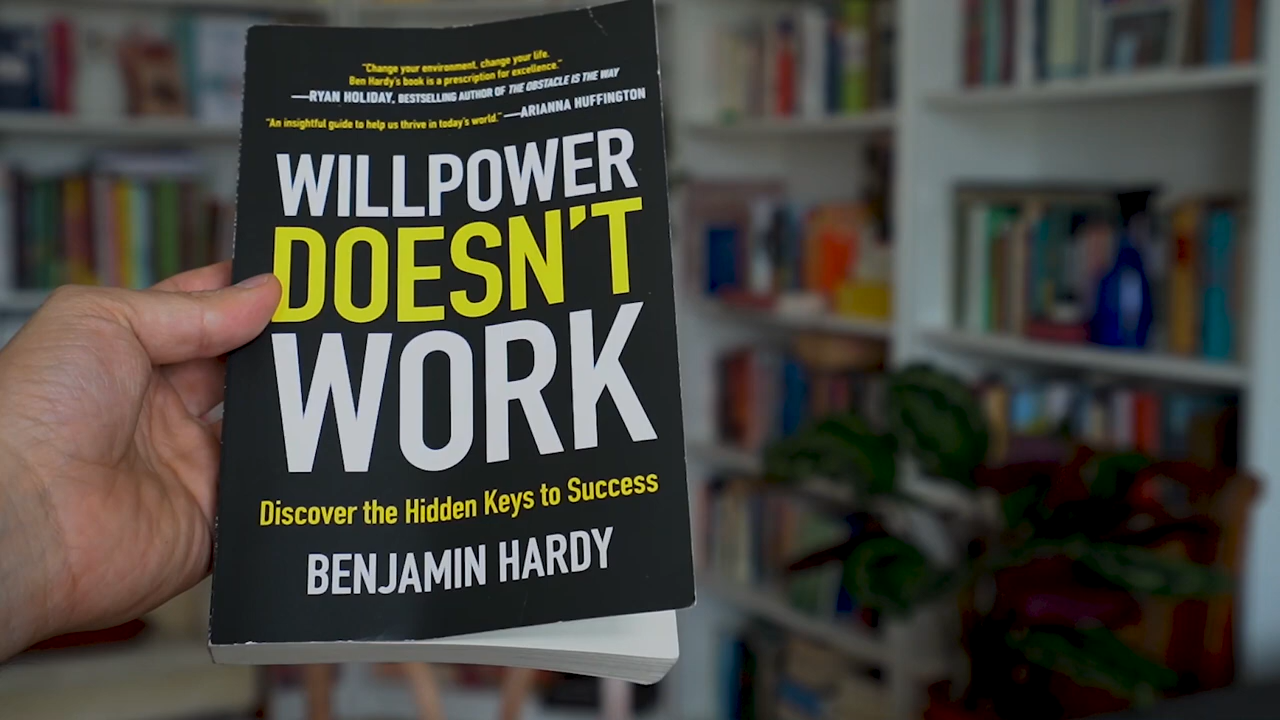 "Change your environment, change your life.
Ben Hardy's book is a prescription for excellence."
—RYAN HOLIDAY, BESTSELLING AUTHOR OF THE OBSTACLE IS THE WAY
"An insightful guide to help us thrive in today's world." —ARIANNA HUFFINGTON
WILLPOWER
DOESN'T
WORK
Discover the Hidden Keys to Success
BENJAMIN HARDY